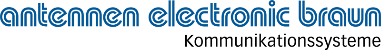 antennen electronic braun
Kommunikationssysteme